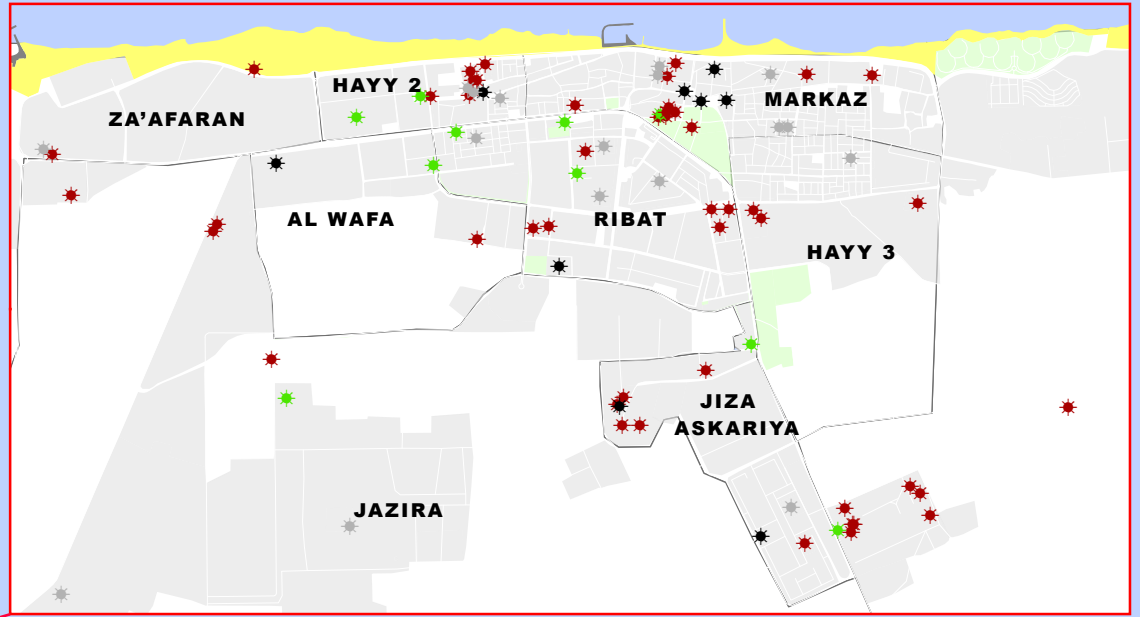 HAYY 2
MARKAZ
ZA'AFARAN
AL WAFA
RIBAT
HAYY 3
JIZA
ASKARIYA
JAZIRA